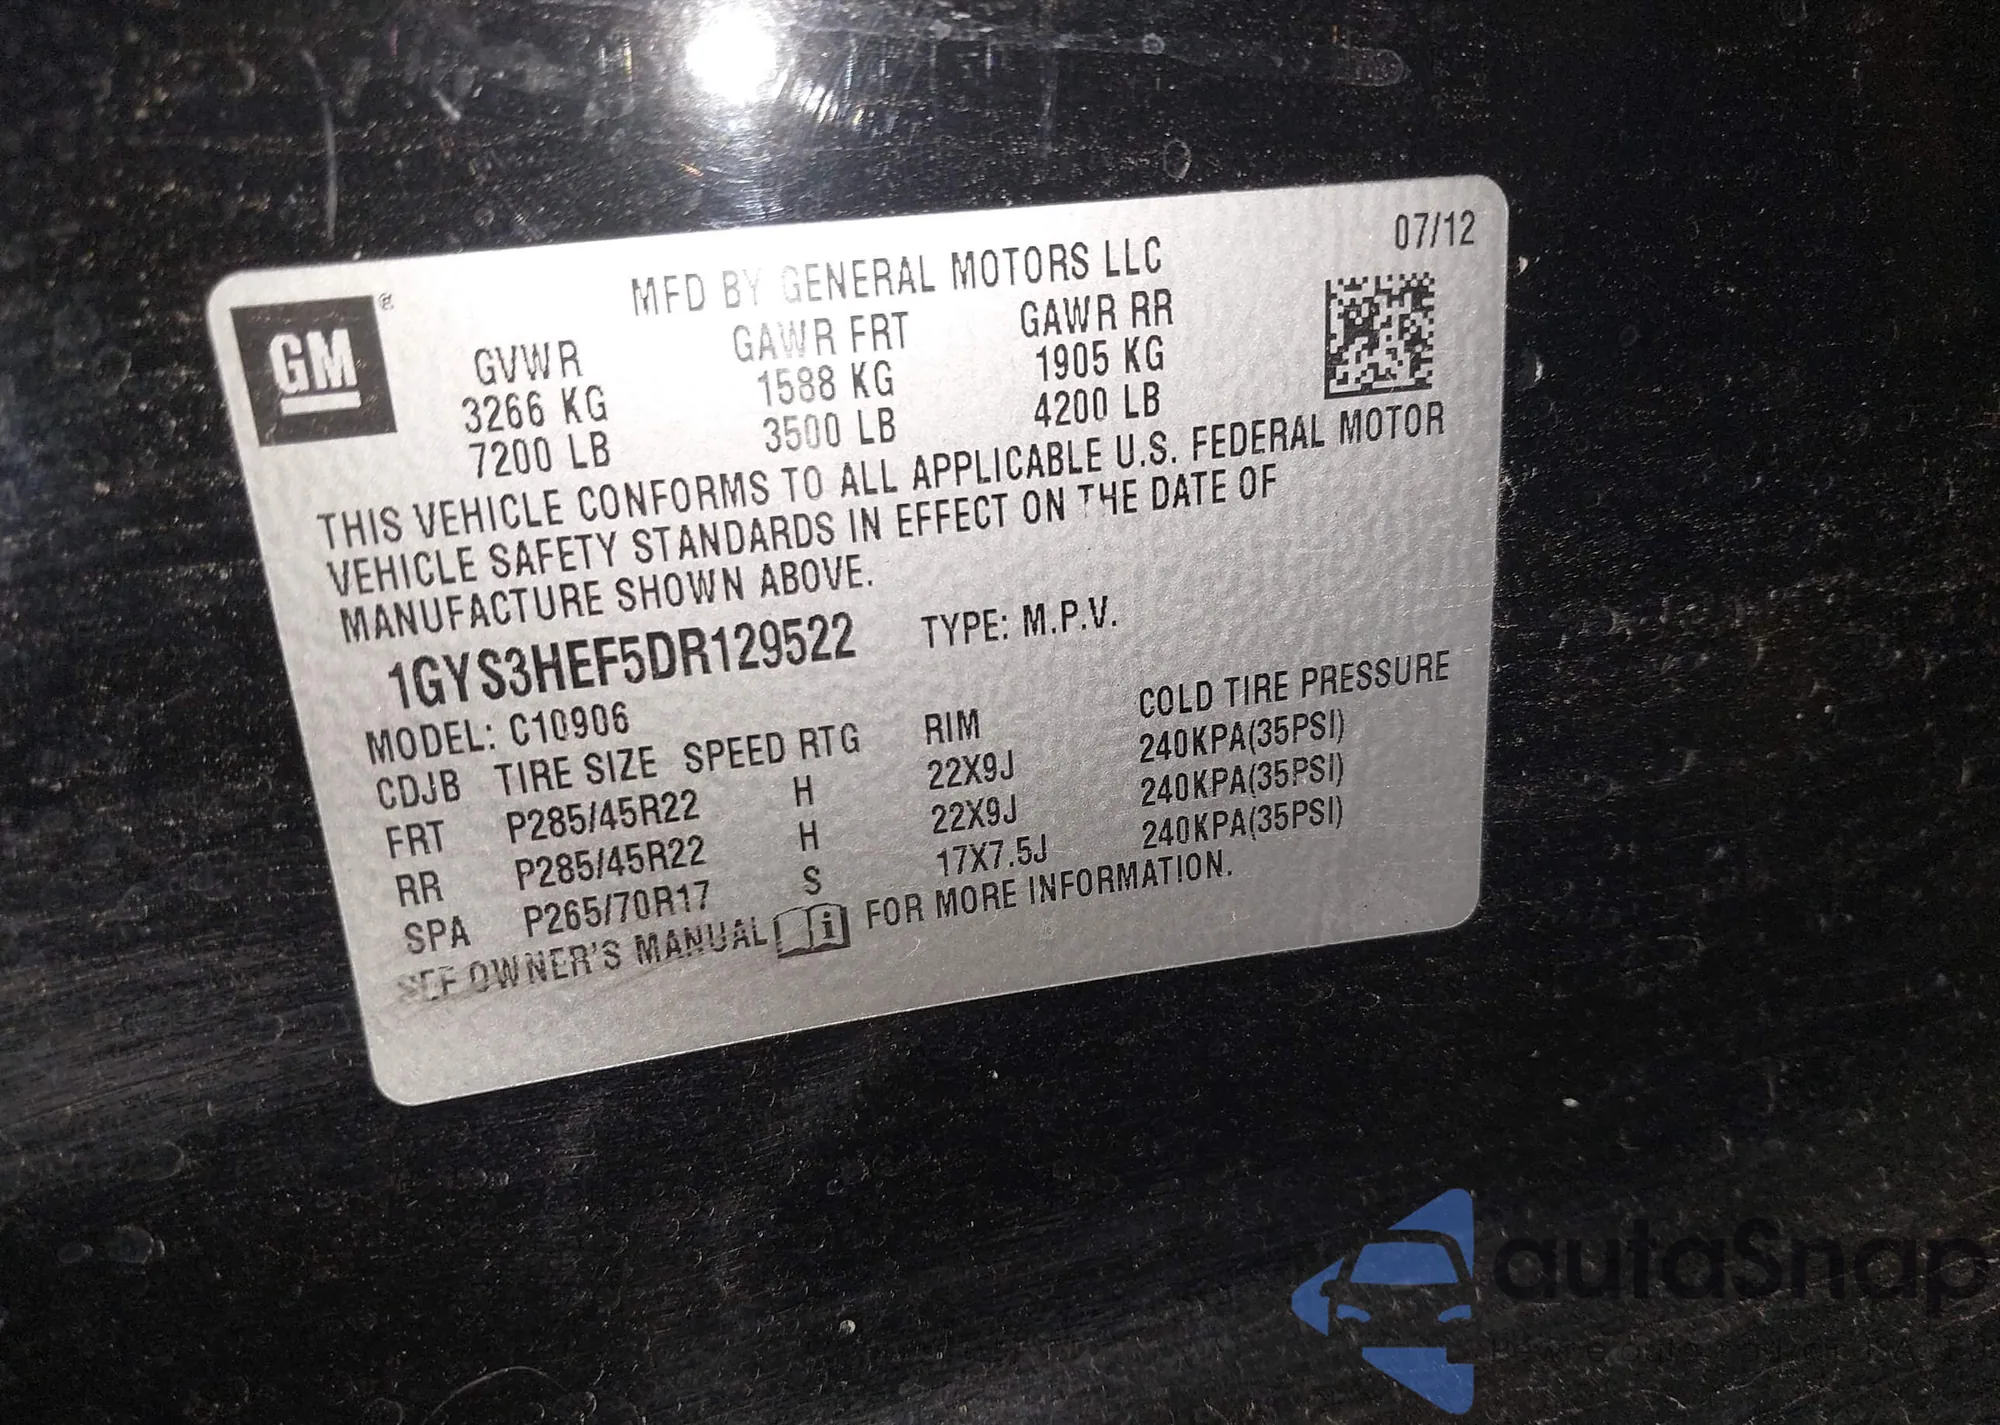 07/12
MFD BY GENERAL MOTORS LLC
GM®
GVWR GAWR FRT GAWR RR
3266 KG 1588 KG 1905 KG
7200 LB 3500 LB 4200 LB
THIS VEHICLE CONFORMS TO ALL APPLICABLE U.S. FEDERAL MOTOR
VEHICLE SAFETY STANDARDS IN EFFECT ON THE DATE OF
MANUFACTURE SHOWN ABOVE.
1GYS3HEF5DR129522 TYPE: M.P.V.
MODEL: C10906
CDJB TIRE SIZE SPEED RTG RIM COLD TIRE PRESSURE
FRT P285/45R22 H 22X9J 240KPA(35PSI)
RR P285/45R22 H 22X9J 240KPA(35PSI)
SPA P265/70R17 S 17X7.5J 240KPA(35PSI)
SEE OWNER'S MANUAL FOR MORE INFORMATION.
autaSnap